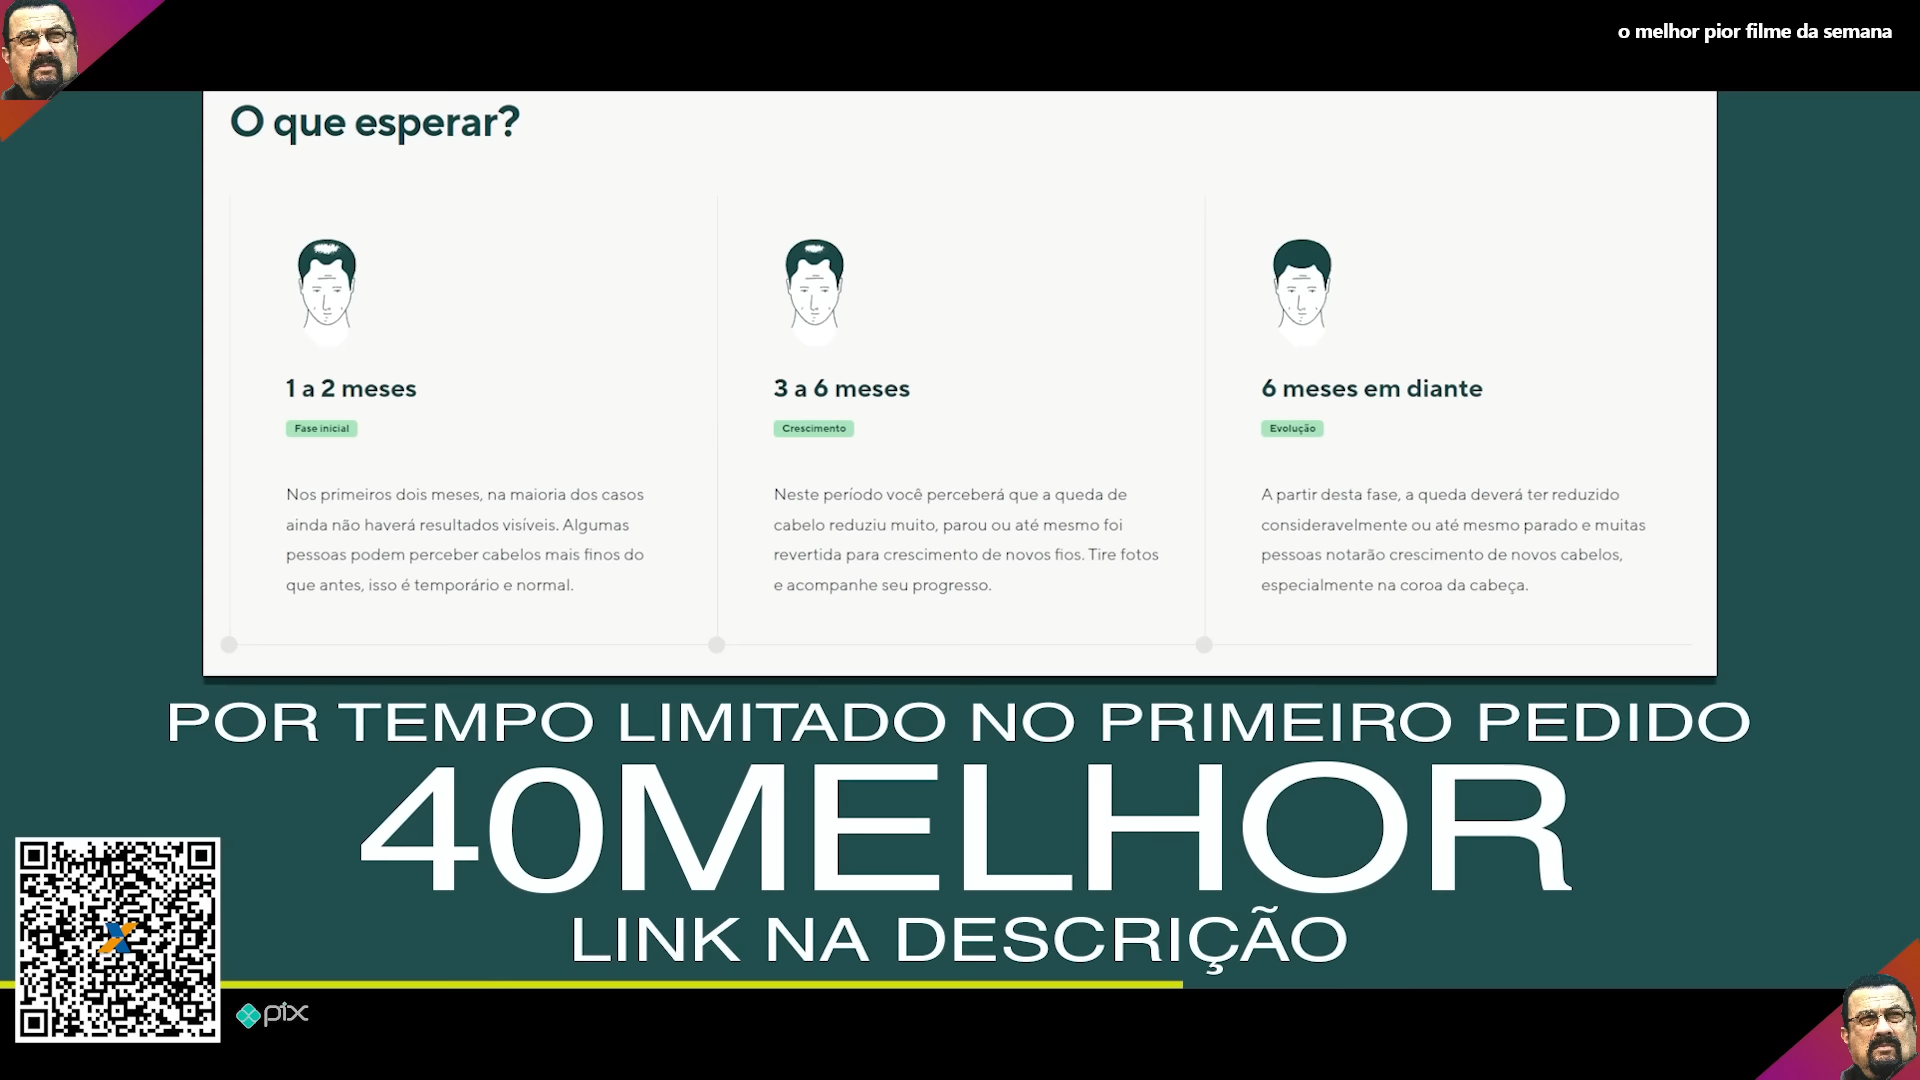 o melhor pior filme da semana
O que esperar?
1 a 2 meses
Fase inicial
Nos primeiros dois meses, na maioria dos casos
ainda não haverá resultados visíveis. Algumas
pessoas podem perceber cabelos mais finos do
que antes, isso é temporário e normal.
3 a 6 meses
Crescimento
Neste período você perceberá que a queda de
cabelo reduziu muito, parou ou até mesmo foi
revertida para crescimento de novos fios. Tire fotos
e acompanhe seu progresso.
6 meses em diante
Evolução
A partir desta fase, a queda deverá ter reduzido
consideravelmente ou até mesmo parado e muitas
pessoas notarão crescimento de novos cabelos,
especialmente na coroa da cabeça.
POR TEMPO LIMITADO NO PRIMEIRO PEDIDO
40MELHOR
LINK NA DESCRIÇÃO
pix